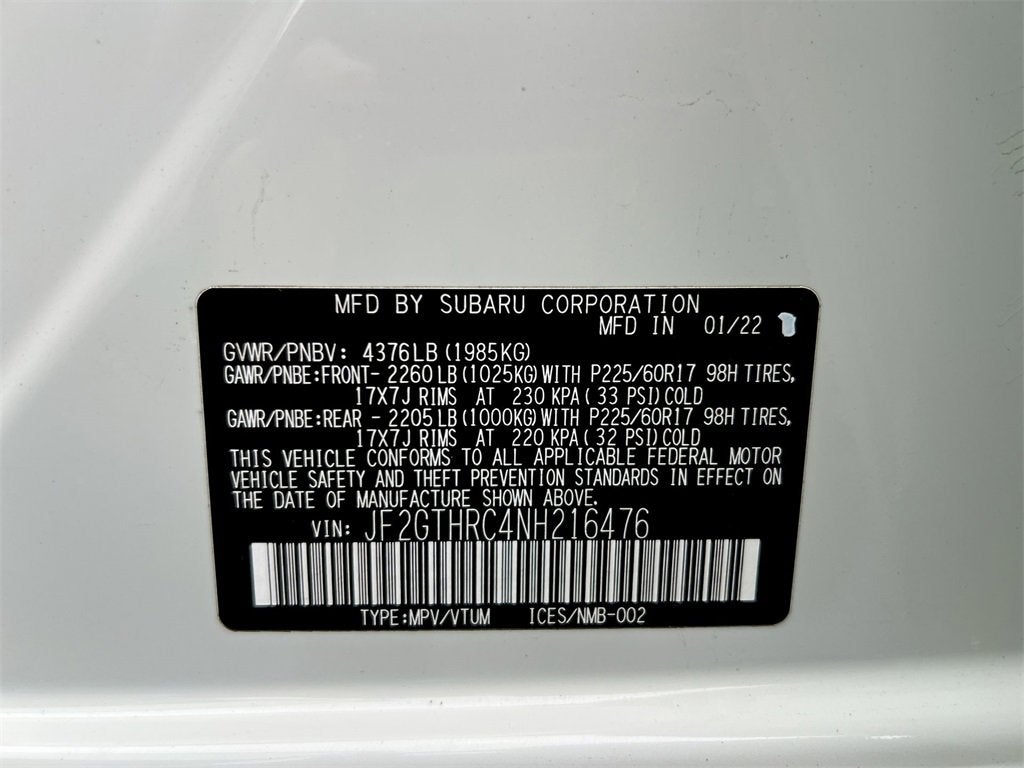 MFD BY SUBARU CORPORATION
MFD IN 01/22
GVWR/PNBV: 4376LB (1985KG)
GAWR/PNBE:FRONT- 2260LB (1025KG) WITH P225/60R17 98H TIRES,
17X7J RIMS AT 230 KPA ( 33 PSI) COLD
GAWR/PNBE:REAR - 2205LB (1000KG) WITH P225/60R17 98H TIRES,
17X7J RIMS AT 220 KPA ( 32 PSI) COLD
THIS VEHICLE CONFORMS TO ALL APPLICABLE FEDERAL MOTOR
VEHICLE SAFETY AND THEFT PREVENTION STANDARDS IN EFFECT ON
THE DATE OF MANUFACTURE SHOWN ABOVE.
VIN: JF2GTHRC4NH216476
TYPE:MPV/VTUM ICES/NMB-002